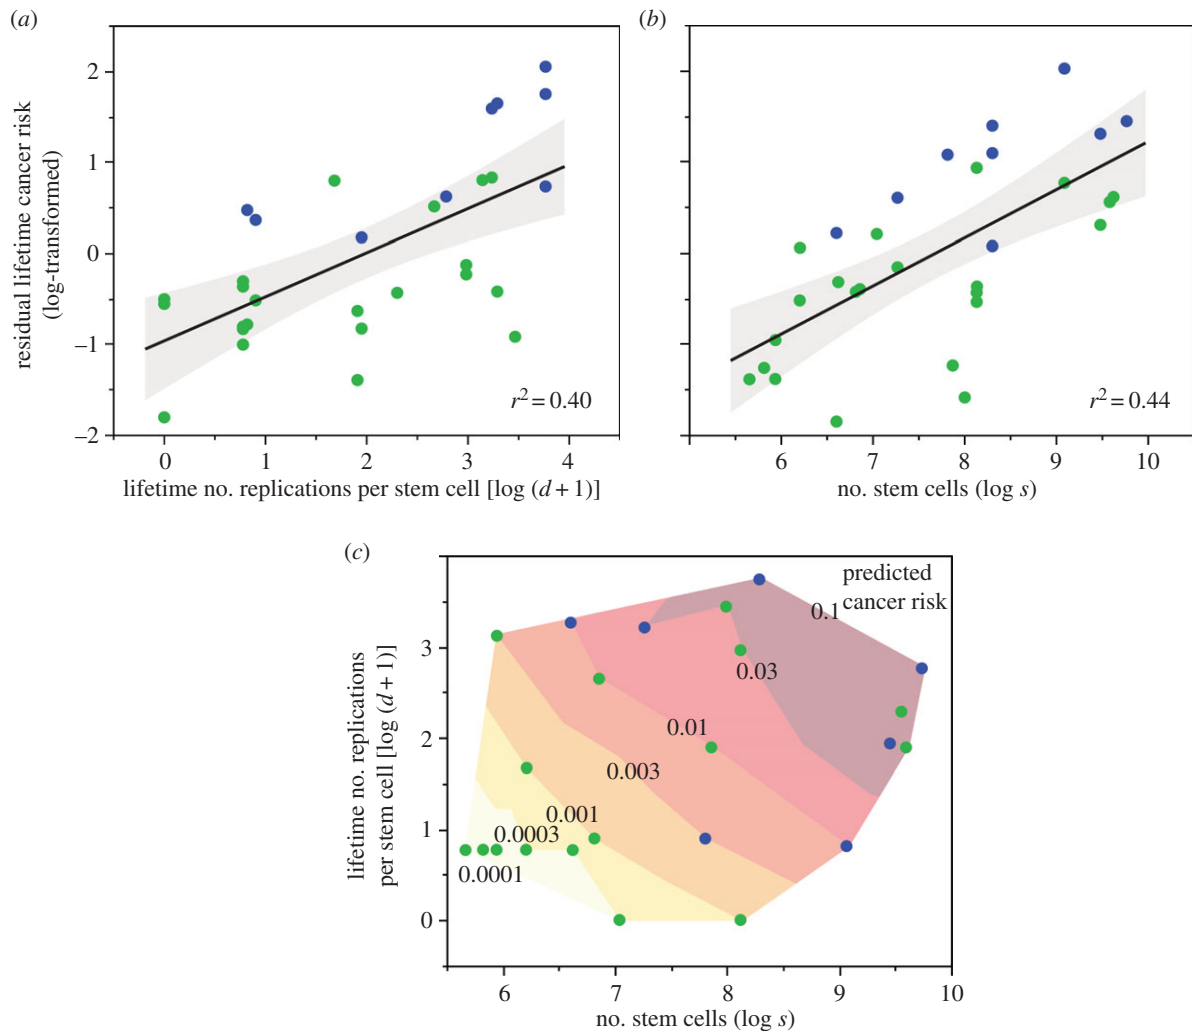 (a)
(b)
residual lifetime cancer risk
(log-transformed)
2
1
0
–1
–2
r² = 0.40
r² = 0.44
0 1 2 3 4
6 7 8 9 10
lifetime no. replications per stem cell [log (d + 1)]
no. stem cells (log s)
(c)
lifetime no. replications
per stem cell [log (d + 1)]
3
2
1
0
predicted
cancer risk
0.1
0.03
0.01
0.003
0.001
0.0003
0.0001
6 7 8 9 10
no. stem cells (log s)